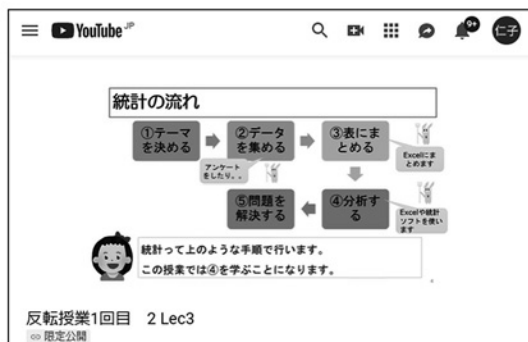 YouTube JP
9+
仁子
統計の流れ
①テーマ
を決める
②データ
を集める
③表にま
とめる
アンケート
をしたり。。
Excelにま
とめます
⑤問題を
解決する
④分析す
る
Excelや統計
ソフトを使い
ます
統計って上のような手順で行います。
この授業では④を学ぶことになります。
反転授業1回目 2 Lec3
限定公開